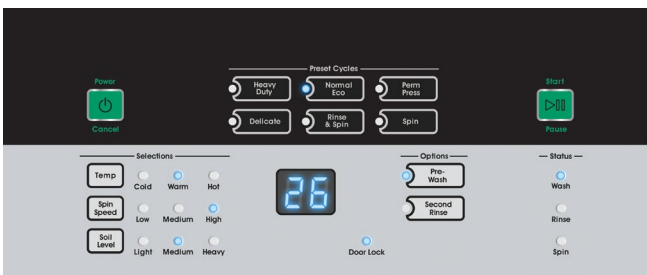 Preset Cycles
Power
Cancel
Heavy
Duty
Normal
Eco
Perm
Press
Delicate
Rinse
& Spin
Spin
Start
Pause
Selections
Temp
Cold
Warm
Hot
Spin
Speed
Low
Medium
High
Soil
Level
Light
Medium
Heavy
26
Door Lock
Options
Pre-
Wash
Second
Rinse
Status
Wash
Rinse
Spin